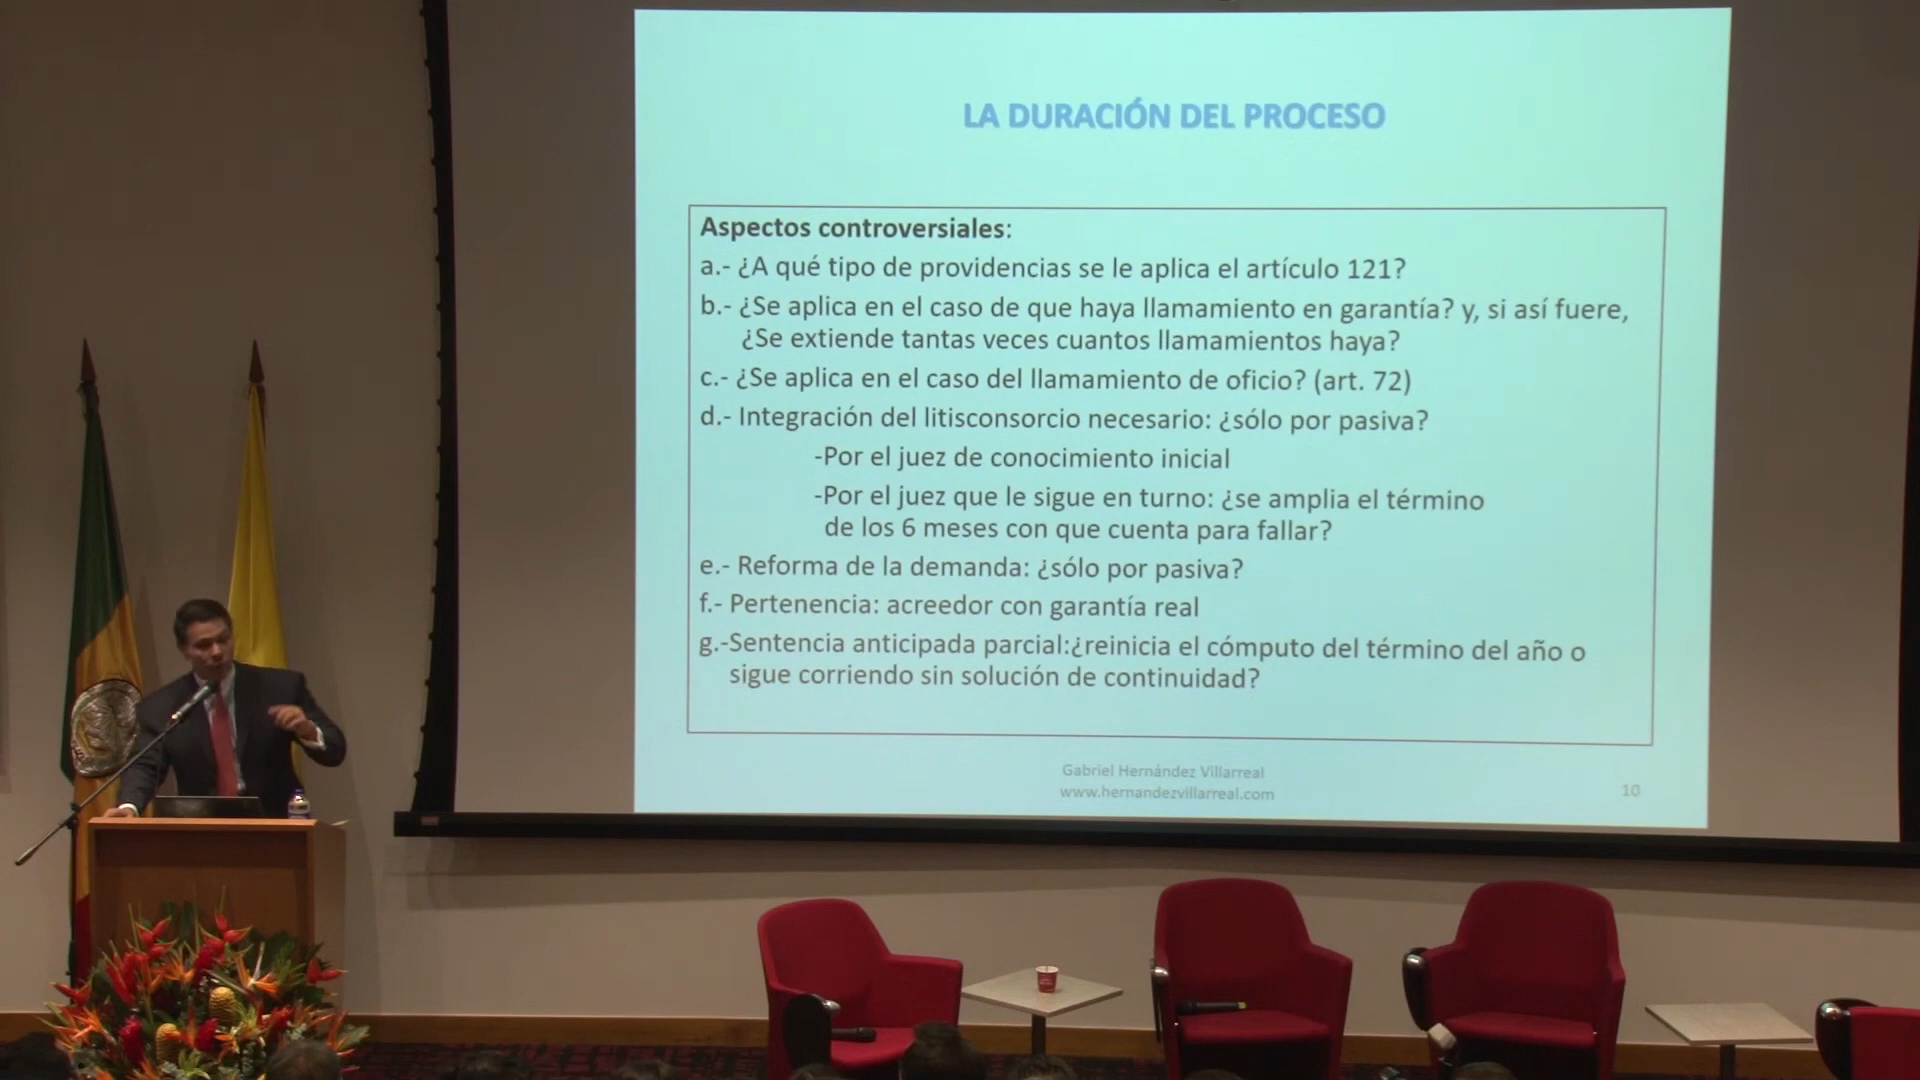 LA DURACIÓN DEL PROCESO
Aspectos controversiales:
a.- ¿A qué tipo de providencias se le aplica el artículo 121?
b.- ¿Se aplica en el caso de que haya llamamiento en garantía? y, si así fuere,
¿Se extiende tantas veces cuantos llamamientos haya?
c.- ¿Se aplica en el caso del llamamiento de oficio? (art. 72)
d.- Integración del litisconsorcio necesario: ¿sólo por pasiva?
-Por el juez de conocimiento inicial
-Por el juez que le sigue en turno: ¿se amplia el término
de los 6 meses con que cuenta para fallar?
e.- Reforma de la demanda: ¿sólo por pasiva?
f.- Pertenencia: acreedor con garantía real
g.-Sentencia anticipada parcial:¿reinicia el cómputo del término del año o
sigue corriendo sin solución de continuidad?
Gabriel Hernández Villarreal
www.hernandezvillarreal.com
10